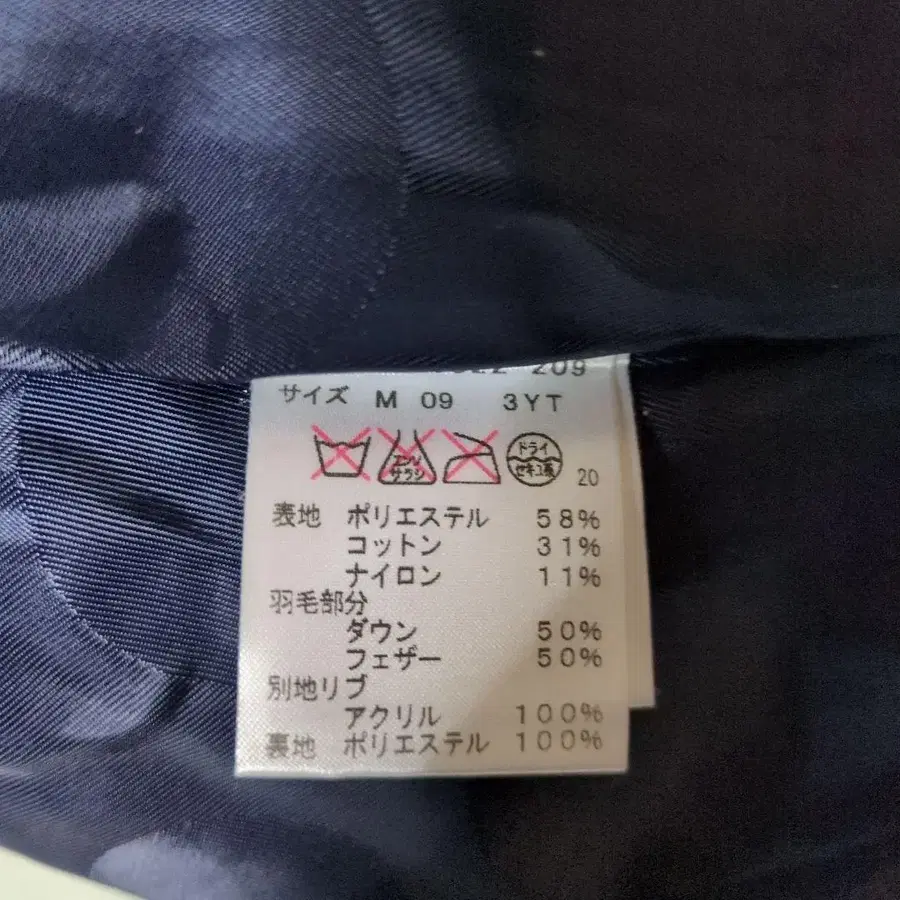 209
サイズ M 09 3YT
エンソ サラシ
ドライ
セキユ系
20
表地 ポリエステル 58%
コットン 31%
ナイロン 11%
羽毛部分
ダウン 50%
フェザー 50%
別地リブ
アクリル 100%
裏地 ポリエステル 100%